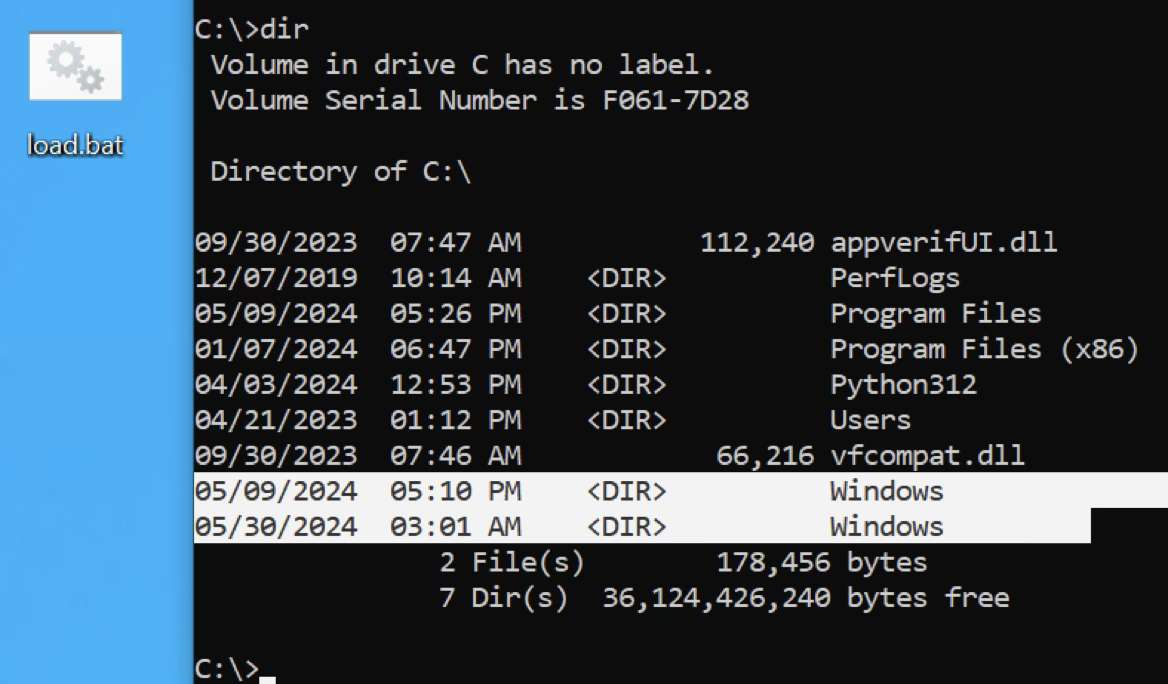 load.bat
C:\>dir
 Volume in drive C has no label.
 Volume Serial Number is F061-7D28
 Directory of C:\
09/30/2023  07:47 AM           112,240 appverifUI.dll
12/07/2019  10:14 AM    <DIR>          PerfLogs
05/09/2024  05:26 PM    <DIR>          Program Files
01/07/2024  06:47 PM    <DIR>          Program Files (x86)
04/03/2024  12:53 PM    <DIR>          Python312
04/21/2023  01:12 PM    <DIR>          Users
09/30/2023  07:46 AM            66,216 vfcompat.dll
05/09/2024  05:10 PM    <DIR>          Windows
05/30/2024  03:01 AM    <DIR>          Windows
               2 File(s)        178,456 bytes
               7 Dir(s)  36,124,426,240 bytes free
C:\>